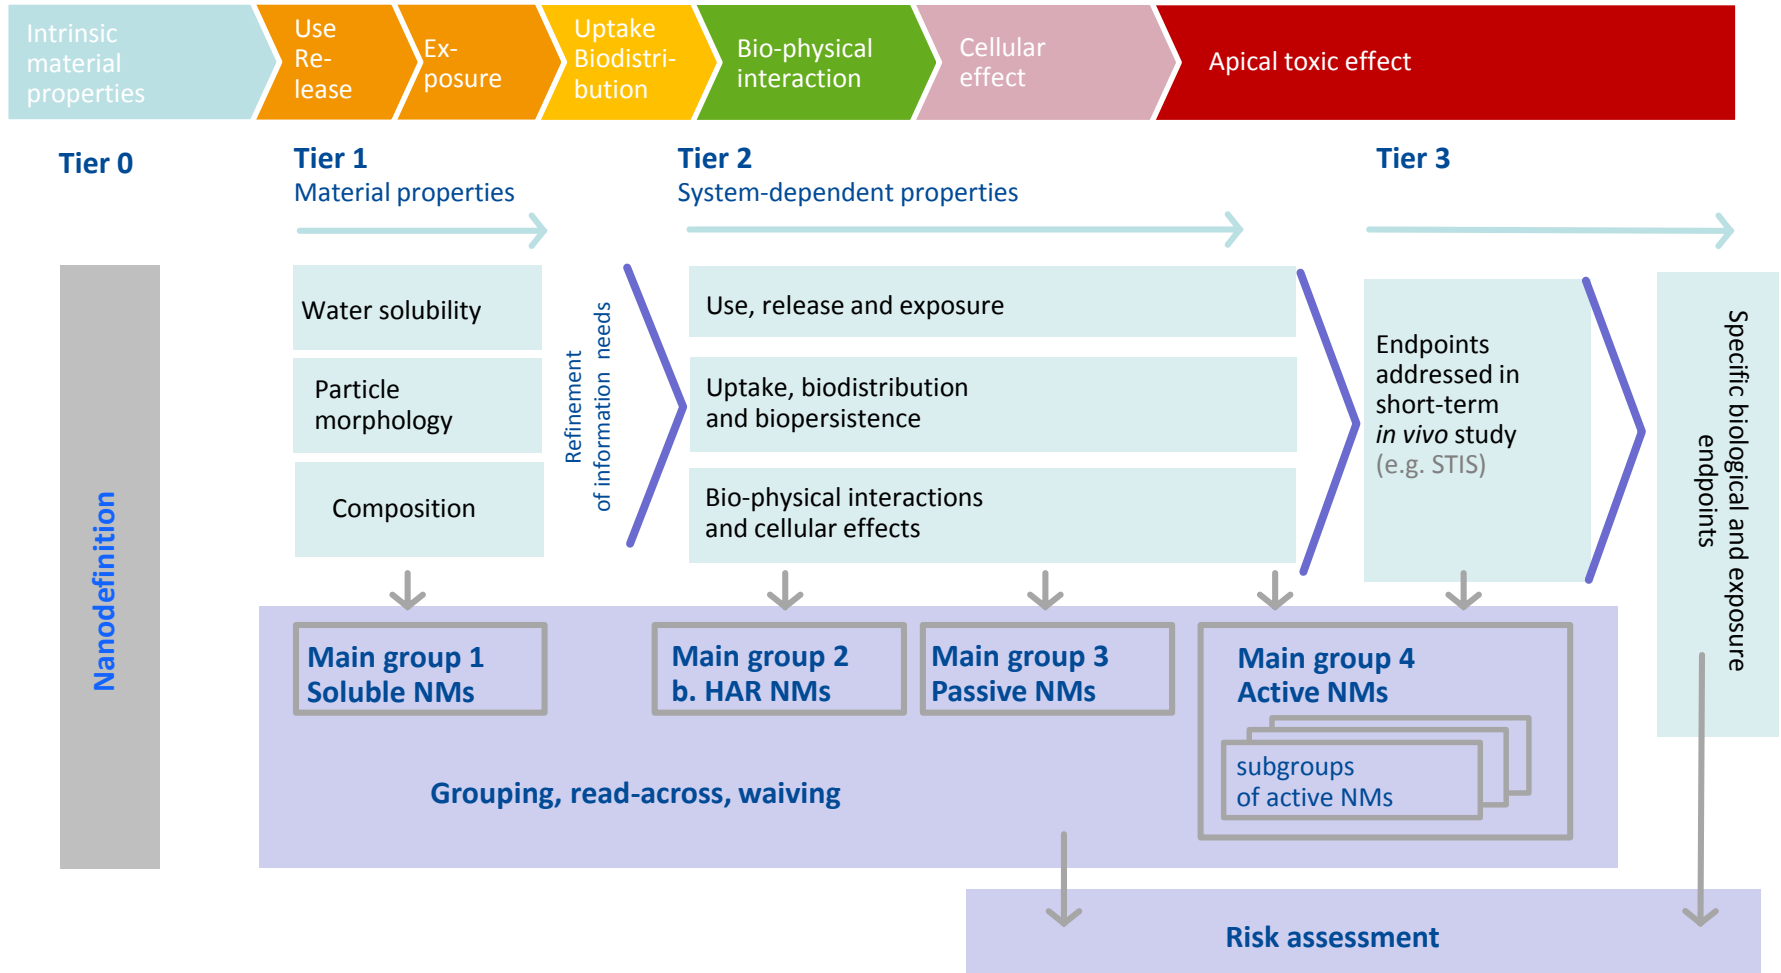 Intrinsic
material
properties
Use
Re-
lease
Ex-
posure
Uptake
Biodistri-
bution
Bio-physical
interaction
Cellular
effect
Apical toxic effect
Tier 0
Tier 1
Material properties
Tier 2
System-dependent properties
Tier 3
Nanodefinition
Water solubility
Particle
morphology
Composition
Refinement
of information needs
Use, release and exposure
Uptake, biodistribution
and biopersistence
Bio-physical interactions
and cellular effects
Endpoints
addressed in
short-term
in vivo study
(e.g. STIS)
Specific biological and exposure
endpoints
Main group 1
Soluble NMs
Main group 2
b. HAR NMs
Main group 3
Passive NMs
Main group 4
Active NMs
subgroups
of active NMs
Grouping, read-across, waiving
Risk assessment